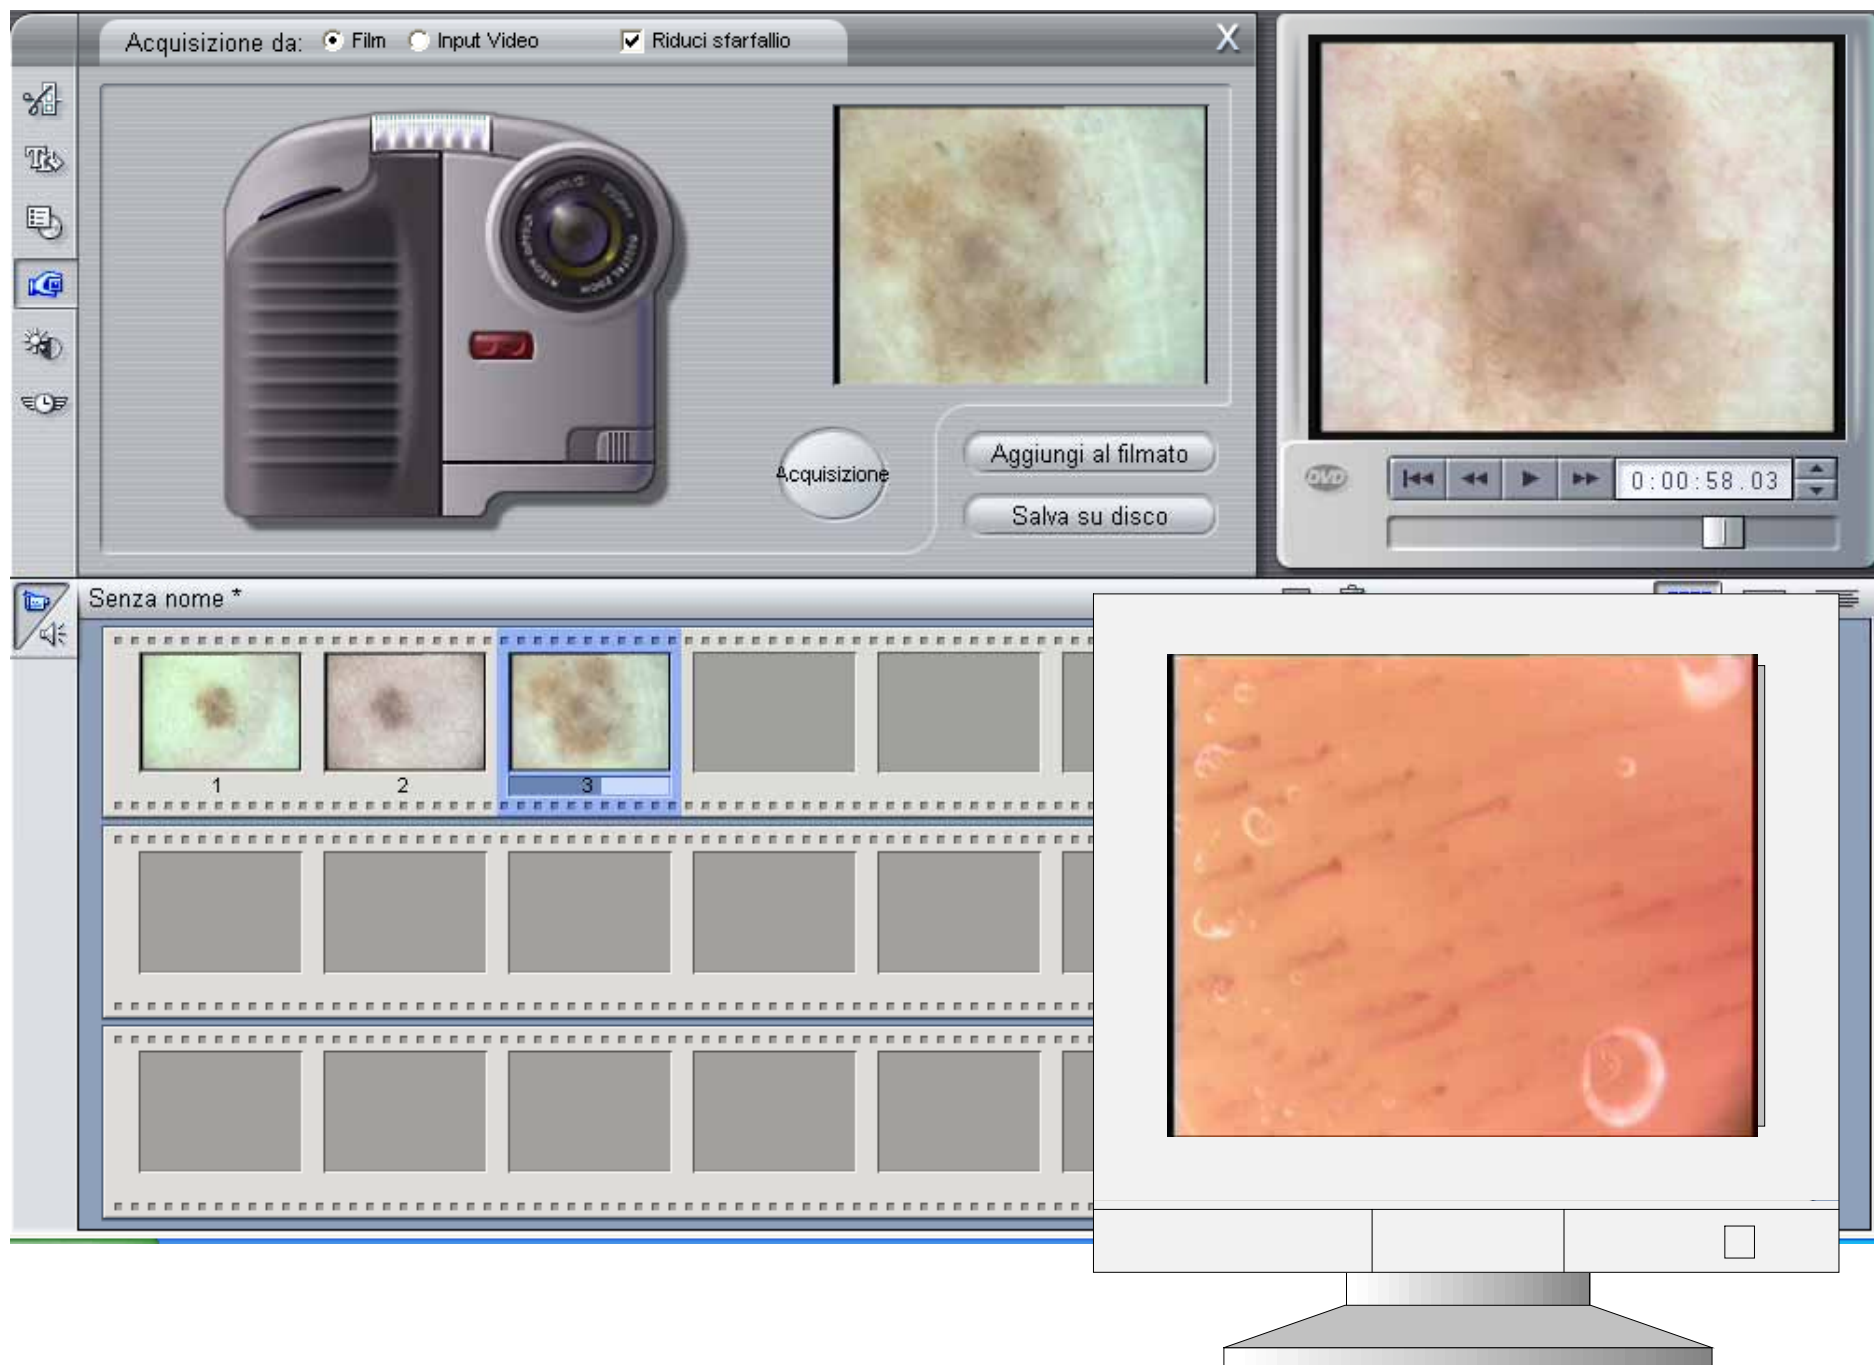 Acquisizione da: Film Input Video Riduci sfarfallio X
Acquisizione
Aggiungi al filmato
Salva su disco
DVD
0:00:58.03
Senza nome *
1
2
3